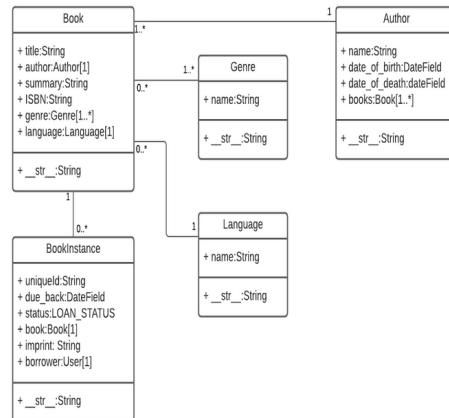 Book
+ title:String
+ author:Author[1]
+ summary:String
+ ISBN:String
+ genre:Genre[1..*]
+ language:Language[1]
+ __str__:String
1..*
1
Author
+ name:String
+ date_of_birth:DateField
+ date_of_death:dateField
+ books:Book[1..*]
+ __str__:String
0..*
1..*
Genre
+ name:String
+ __str__:String
0..*
1
Language
+ name:String
+ __str__:String
1
0..*
BookInstance
+ uniqueId:String
+ due_back:DateField
+ status:LOAN_STATUS
+ book:Book[1]
+ imprint: String
+ borrower:User[1]
+ __str__:String